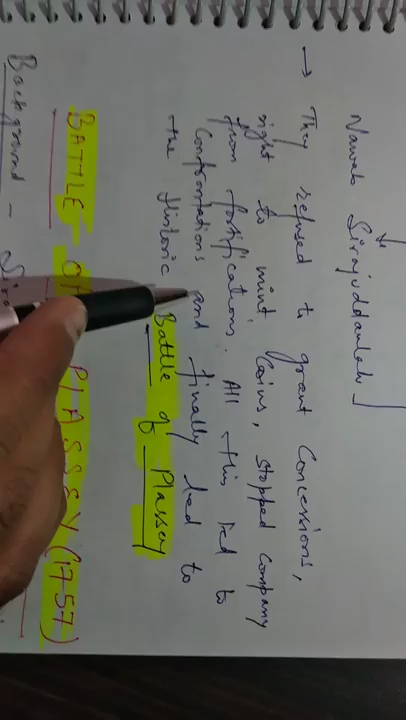 Nawab Sirajuddaulah
→ They refused to grant Concessions,
right to mint Coins, stopped Company
from fortifications. All this led to
Confrontations and finally led to
the Historic Battle of Plassey
BATTLE OF PLASSEY (1757)
Background -